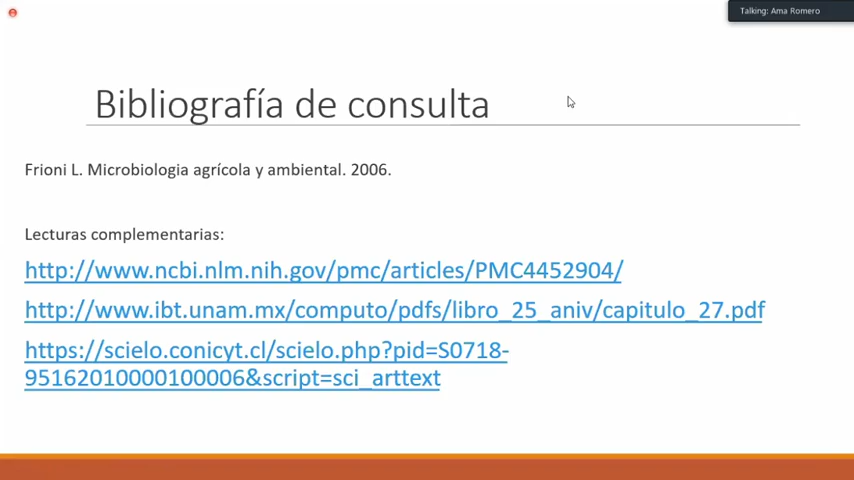 Talking: Ama Romero
Bibliografía de consulta
Frioni L. Microbiologia agrícola y ambiental. 2006.
Lecturas complementarias:
http://www.ncbi.nlm.nih.gov/pmc/articles/PMC4452904/
http://www.ibt.unam.mx/computo/pdfs/libro_25_aniv/capitulo_27.pdf
https://scielo.conicyt.cl/scielo.php?pid=S0718-
95162010000100006&script=sci_arttext